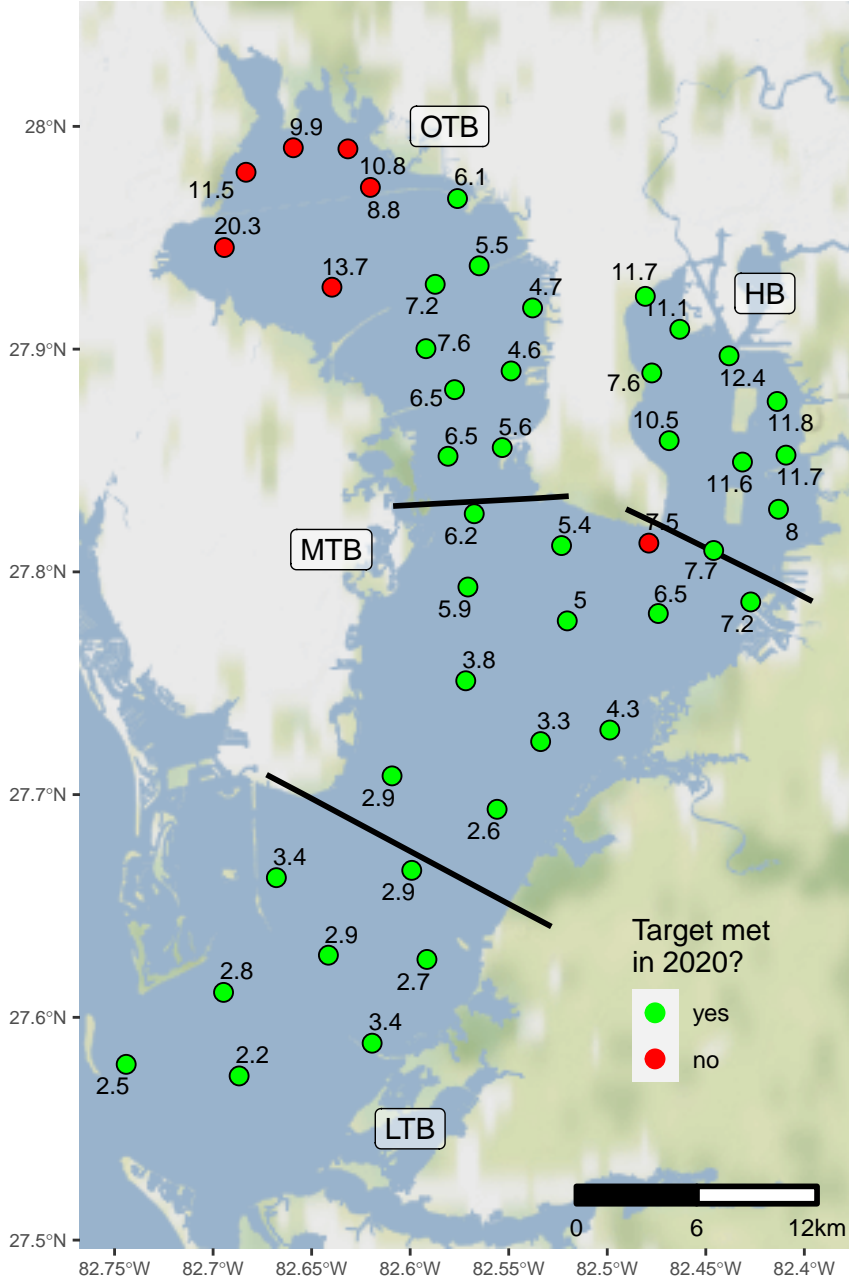 28°N
9.9
OTB
10.8
11.5
8.8
6.1
20.3
5.5
13.7
7.2
4.7
11.7
HB
11.1
27.9°N
7.6
4.6
12.4
7.6
6.5
11.8
10.5
6.5
5.6
11.6
11.7
7.5
8
6.2
5.4
MTB
7.7
27.8°N
5.9
5
6.5
7.2
3.8
3.3
4.3
27.7°N
2.9
2.6
3.4
2.9
2.9
2.7
2.8
Target met
in 2020?
yes
no
27.6°N
3.4
2.5
2.2
LTB
0 6 12km
27.5°N
82.75°W 82.7°W 82.65°W 82.6°W 82.55°W 82.5°W 82.45°W 82.4°W